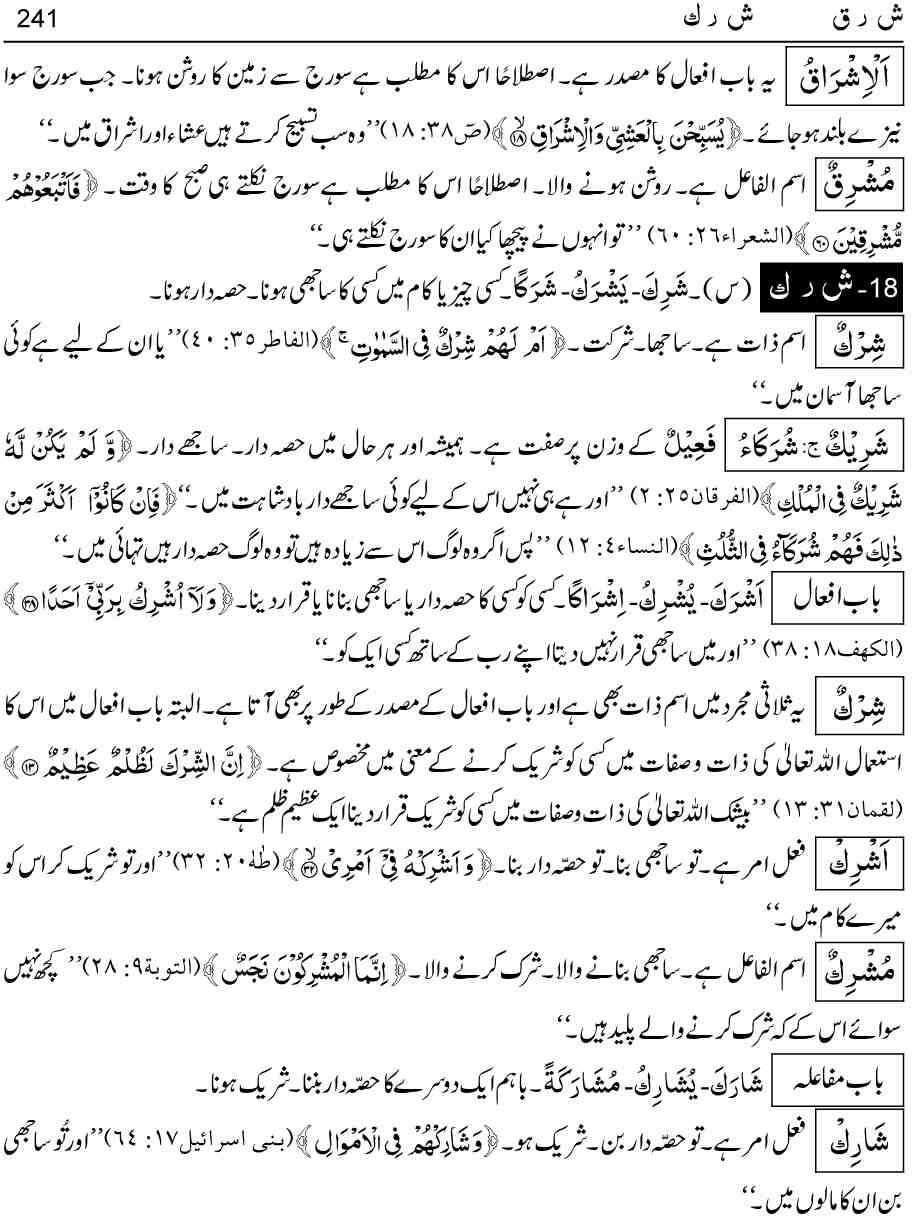 ش ر ق    ش ر ك    241
اَلْاِشْرَاقُ یہ باب افعال کا مصدر ہے۔ اصطلاحًا اس کا مطلب ہے سورج سے زمین کا روشن ہونا۔ جب سورج سوا
نیزے بلند ہو جائے۔ ﴿یُسَبِّحْنَ بِالْعَشِیِّ وَالْاِشْرَاقِ ۙ﴿۱۸﴾﴾ (صٓ ۳۸: ۱۸) ’’وہ سب تسبیح کرتے ہیں عشاء اور اشراق میں۔‘‘
مُشْرِقٌ اسم الفاعل ہے۔ روشن ہونے والا۔ اصطلاحًا اس کا مطلب ہے سورج نکلتے ہی صبح کا وقت۔ ﴿فَاَتْبَعُوْهُمْ
مُّشْرِقِیْنَ ﴿۶۰﴾﴾ (الشعراء ۲۶: ۶۰) ’’تو انہوں نے پیچھا کیا ان کا سورج نکلتے ہی۔‘‘
18- ش ر ك (س)۔ شَرِكَ- یَشْرَكُ- شَرَكًا۔ کسی چیز یا کام میں کسی کا ساجھی ہونا۔ حصہ دار ہونا۔
شِرْكٌ اسم ذات ہے۔ ساجھا۔ شرکت۔ ﴿اَمْ لَهُمْ شِرْكٌ فِی السَّمٰوٰتِ ۚ﴾ (الفاطر ۳۵: ۴۰) ’’یا ان کے لیے ہے کوئی
ساجھا آسمان میں۔‘‘
شَرِیْكٌ ج: شُرَكَاءُ فَعِیْلٌ کے وزن پر صفت ہے۔ ہمیشہ اور ہر حال میں حصہ دار۔ ساجھے دار۔ ﴿وَّ لَمْ یَكُنْ لَّهٗ
شَرِیْكٌ فِی الْمُلْكِ﴾ (الفرقان ۲۵: ۲) ’’اور ہے ہی نہیں اس کے لیے کوئی ساجھے دار بادشاہت میں۔‘‘ ﴿فَاِنْ كَانُوْۤا اَكْثَرَ مِنْ
ذٰلِكَ فَهُمْ شُرَكَآءُ فِی الثُّلُثِ﴾ (النساء ۴: ۱۲) ’’پس اگر وہ لوگ اس سے زیادہ ہیں تو وہ لوگ حصہ دار ہیں تہائی میں۔‘‘
باب افعال اَشْرَكَ- یُشْرِكُ- اِشْرَاكًا۔ کسی کو کسی کا حصہ دار یا ساجھی بنانا یا قرار دینا۔ ﴿وَلَاۤ اُشْرِكُ بِرَبِّیْۤ اَحَدًا ﴿۳۸﴾﴾
(الکھف ۱۸: ۳۸) ’’اور میں ساجھی قرار نہیں دیتا اپنے رب کے ساتھ کسی ایک کو۔‘‘
شِرْكٌ یہ ثلاثی مجرد میں اسم ذات بھی ہے اور باب افعال کے مصدر کے طور پر بھی آتا ہے۔ البتہ باب افعال میں اس کا
استعمال اللہ تعالیٰ کی ذات و صفات میں کسی کو شریک کرنے کے معنی میں مخصوص ہے۔ ﴿اِنَّ الشِّرْكَ لَظُلْمٌ عَظِیْمٌ ﴿۱۳﴾﴾
(لقمان ۳۱: ۱۳) ’’بیشک اللہ تعالیٰ کی ذات وصفات میں کسی کو شریک قرار دینا ایک عظیم ظلم ہے۔‘‘
اَشْرِكْ فعل امر ہے۔ تو ساجھی بنا۔ تو حصّہ دار بنا۔ ﴿وَ اَشْرِكْهُ فِیْۤ اَمْرِیْ ۙ﴿۳۲﴾﴾ (طٰهٰ ۲۰: ۳۲) ’’اور تو شریک کر اس کو
میرے کام میں۔‘‘
مُشْرِكٌ اسم الفاعل ہے۔ ساجھی بنانے والا۔ شرک کرنے والا۔ ﴿اِنَّمَا الْمُشْرِكُوْنَ نَجَسٌ﴾ (التوبة ۹: ۲۸) ’’کچھ نہیں
سوائے اس کے کہ شرک کرنے والے پلید ہیں۔‘‘
باب مفاعلہ شَارَكَ- یُشَارِكُ- مُشَارَكَةً۔ باہم ایک دوسرے کا حصّہ دار بننا۔ شریک ہونا۔
شَارِكْ فعل امر ہے۔ تو حصّہ دار بن۔ شریک ہو۔ ﴿وَشَارِكْهُمْ فِی الْاَمْوَالِ﴾ (بنی اسرائیل ۱۷: ۶۴) ’’اور تُو ساجھی
بن ان کا مالوں میں۔‘‘